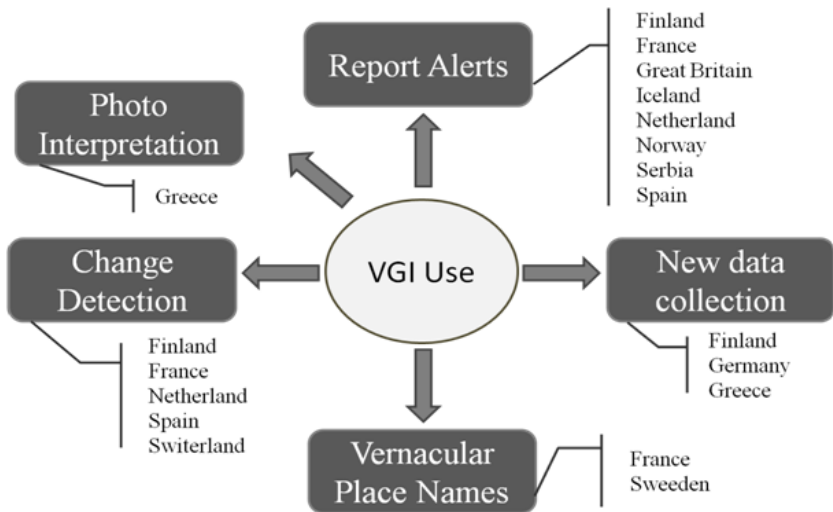 Report Alerts
Finland
France
Great Britain
Iceland
Netherland
Norway
Serbia
Spain
Photo
Interpretation
Greece
VGI Use
Change
Detection
Finland
France
Netherland
Spain
Switerland
New data
collection
Finland
Germany
Greece
Vernacular
Place Names
France
Sweeden